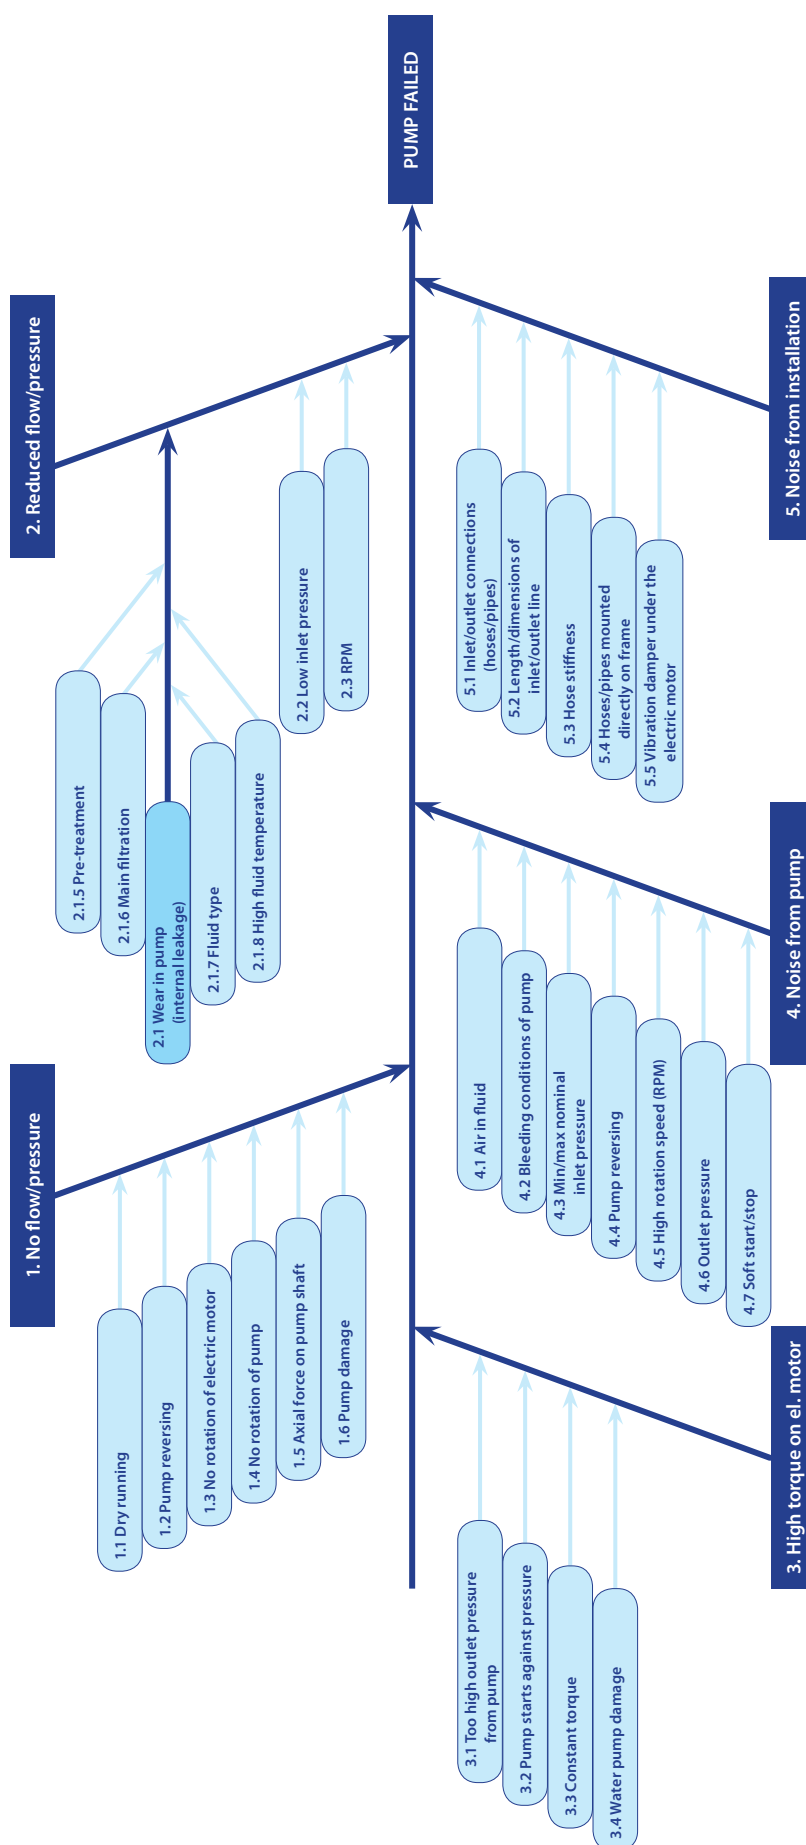 PUMP FAILED
1. No flow/pressure
1.1 Dry running
1.2 Pump reversing
1.3 No rotation of electric motor
1.4 No rotation of pump
1.5 Axial force on pump shaft
1.6 Pump damage
2. Reduced flow/pressure
2.1.5 Pre-treatment
2.1.6 Main filtration
2.1 Wear in pump
(internal leakage)
2.1.7 Fluid type
2.1.8 High fluid temperature
2.2 Low inlet pressure
2.3 RPM
3. High torque on el. motor
3.1 Too high outlet pressure
from pump
3.2 Pump starts against pressure
3.3 Constant torque
3.4 Water pump damage
4. Noise from pump
4.1 Air in fluid
4.2 Bleeding conditions of pump
4.3 Min/max nominal
inlet pressure
4.4 Pump reversing
4.5 High rotation speed (RPM)
4.6 Outlet pressure
4.7 Soft start/stop
5. Noise from installation
5.1 Inlet/outlet connections
(hoses/pipes)
5.2 Length/dimensions of
inlet/outlet line
5.3 Hose stiffness
5.4 Hoses/pipes mounted
directly on frame
5.5 Vibration damper under the
electric motor